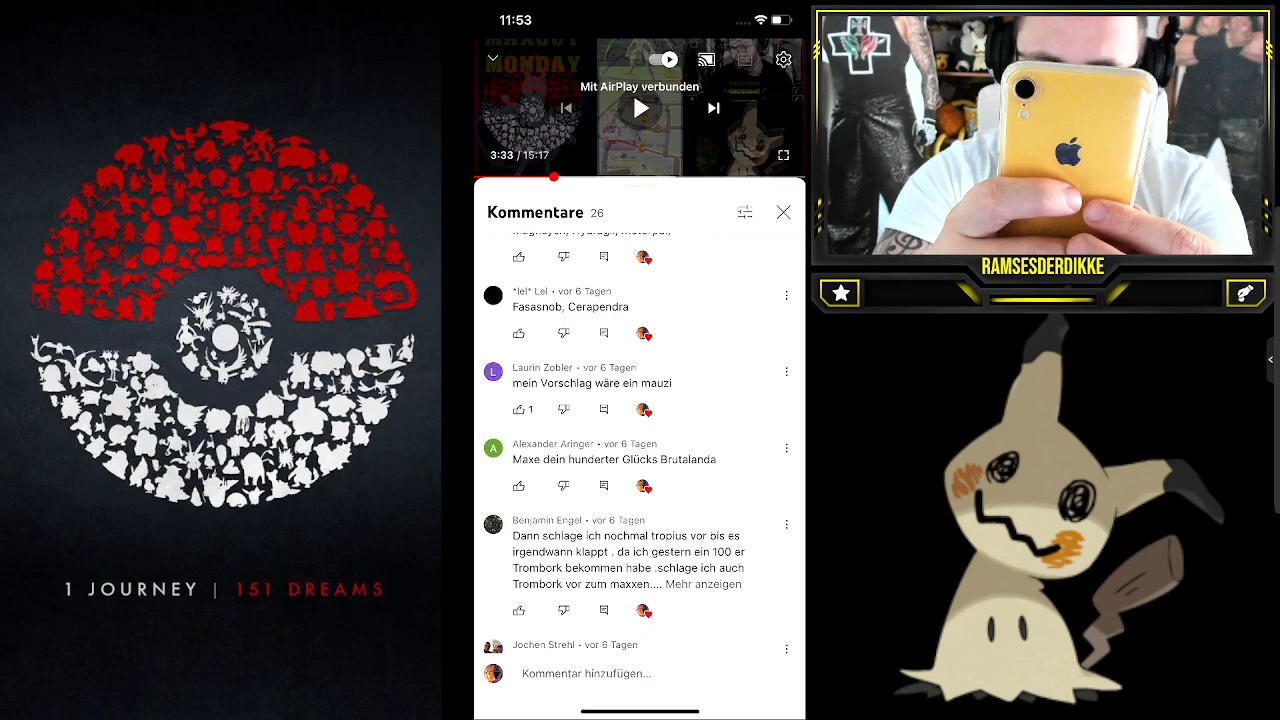 1 JOURNEY | 151 DREAMS
11:53
MAXOUT
MONDAY
Mit AirPlay verbunden
3:33 / 15:17
Kommentare 26
*lel* Lel • vor 6 Tagen
Fasasnob, Cerapendra
L
Laurin Zobler • vor 6 Tagen
mein Vorschlag wäre ein mauzi
1
A
Alexander Aringer • vor 6 Tagen
Maxe dein hunderter Glücks Brutalanda
Benjamin Engel • vor 6 Tagen
Dann schlage ich nochmal tropius vor bis es
irgendwann klappt . da ich gestern ein 100 er
Trombork bekommen habe .schlage ich auch
Trombork vor zum maxxen.... Mehr anzeigen
Jochen Strehl • vor 6 Tagen
Kommentar hinzufügen...
RAMSESDERDIKKE